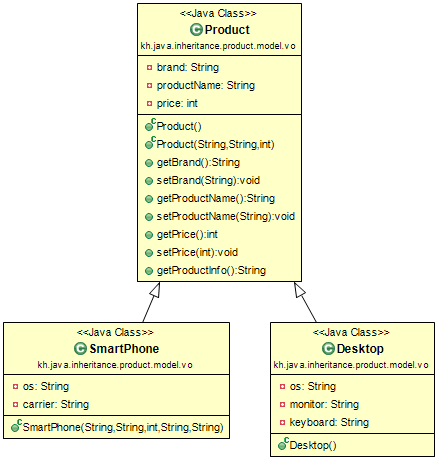 <<Java Class>>
Product
kh.java.inheritance.product.model.vo
brand: String
productName: String
price: int
Product()
Product(String,String,int)
getBrand():String
setBrand(String):void
getProductName():String
setProductName(String):void
getPrice():int
setPrice(int):void
getProductInfo():String
<<Java Class>>
SmartPhone
kh.java.inheritance.product.model.vo
os: String
carrier: String
SmartPhone(String,String,int,String,String)
<<Java Class>>
Desktop
kh.java.inheritance.product.model.vo
os: String
monitor: String
keyboard: String
Desktop()